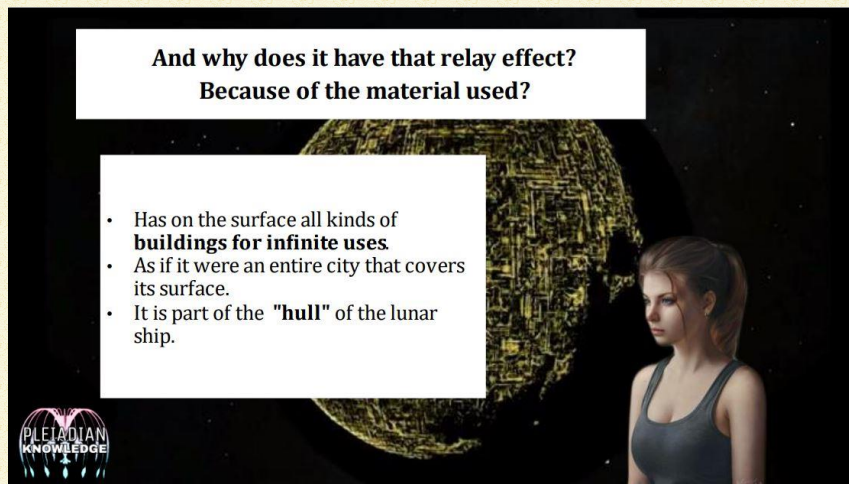 And why does it have that relay effect?
Because of the material used?
• Has on the surface all kinds of
buildings for infinite uses.
• As if it were an entire city that covers
its surface.
• It is part of the "hull" of the lunar
ship.
PLEIADIAN
KNOWLEDGE